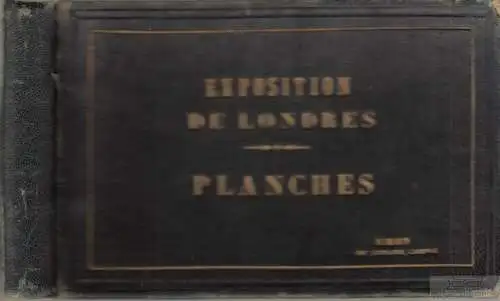 EXPOSITION
DE LONDRES
PLANCHES